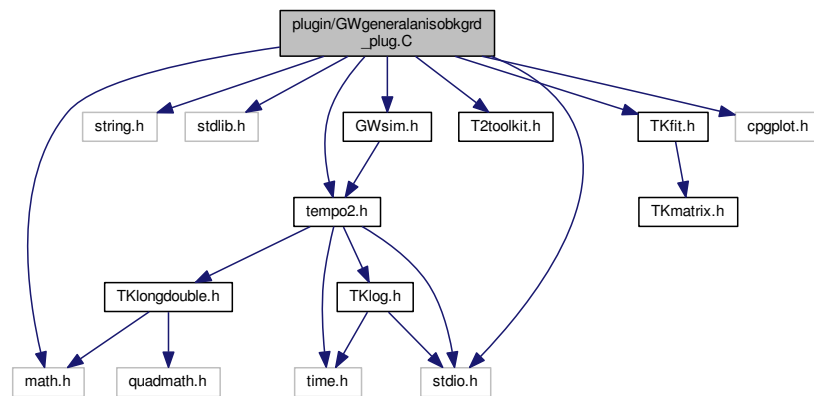 plugin/GWgeneralanisobkgrd
_plug.C
string.h
stdlib.h
GWsim.h
T2toolkit.h
TKfit.h
cpgplot.h
tempo2.h
TKmatrix.h
TKlongdouble.h
TKlog.h
math.h
quadmath.h
time.h
stdio.h